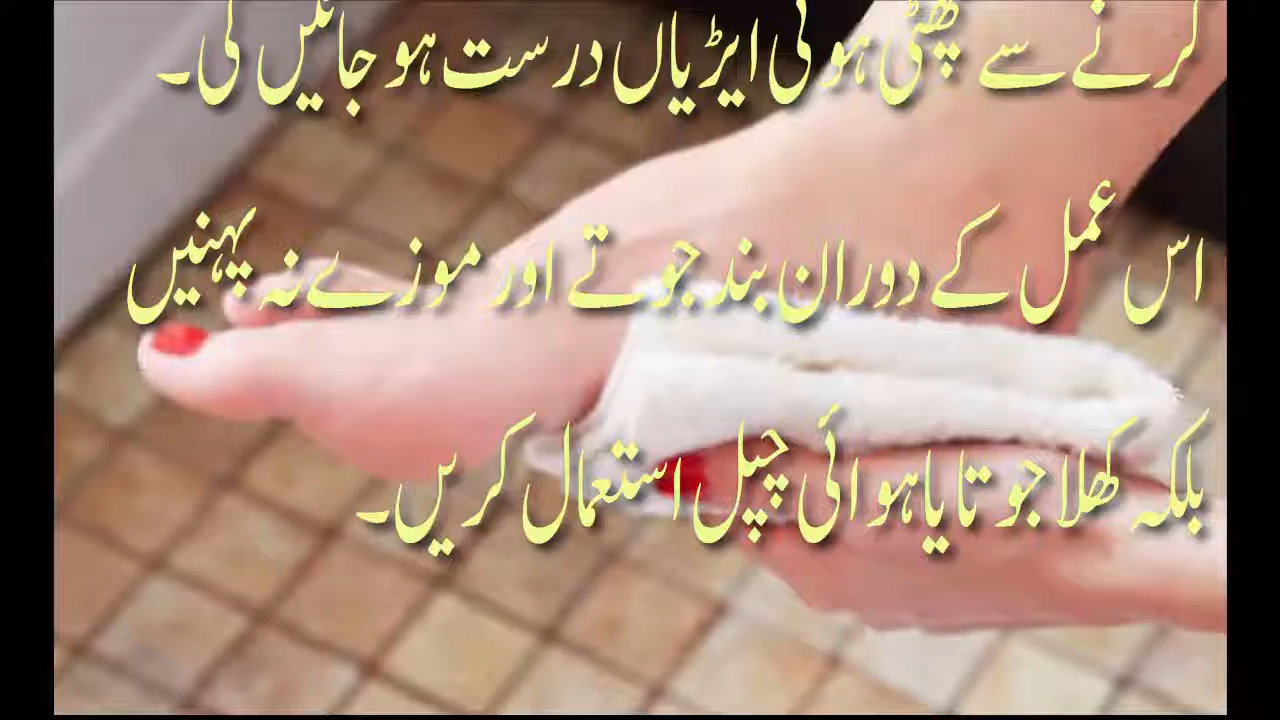 کرنے سے پھٹی ہوئی ایڑیاں درست ہو جائیں گی۔
اس عمل کے دوران بند جوتے اور موزے نہ پہنیں
بلکہ کھلا جوتا یا ہوائی چپل استعمال کریں۔